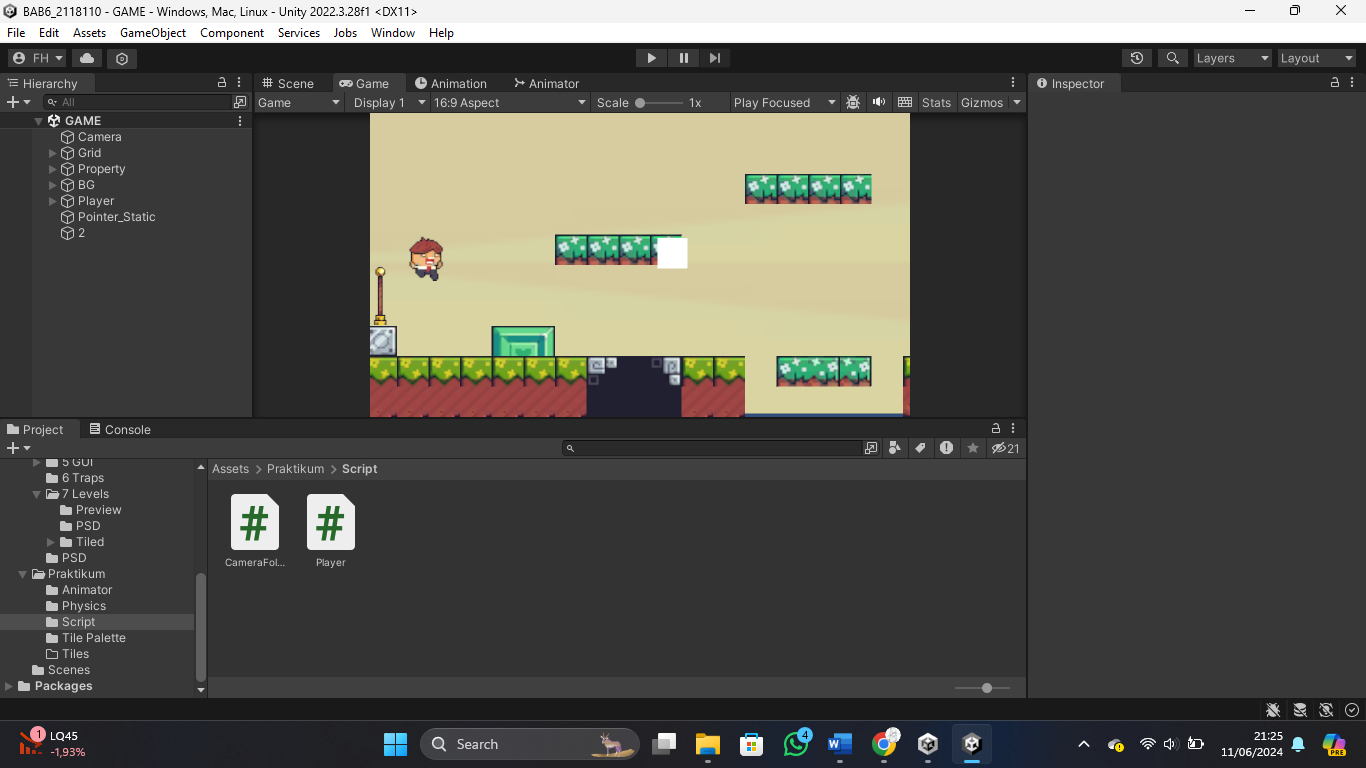 BAB6_2118110 - GAME - Windows, Mac, Linux - Unity 2022.3.28f1 <DX11>
File Edit Assets GameObject Component Services Jobs Window Help
FH Layers Layout
Hierarchy Scene Game Animation Animator Inspector
All Game Display 1 16:9 Aspect Scale 1x Play Focused Stats Gizmos
GAME
Camera
Grid
Property
BG
Player
Pointer_Static
2
Project Console
21
5 GUI
6 Traps
7 Levels
Preview
PSD
Tiled
PSD
Praktikum
Animator
Physics
Script
Tile Palette
Tiles
Scenes
Packages
Assets > Praktikum > Script
CameraFol... Player
1 LQ45
-1,93%
Search
4
21:25
11/06/2024
PRE